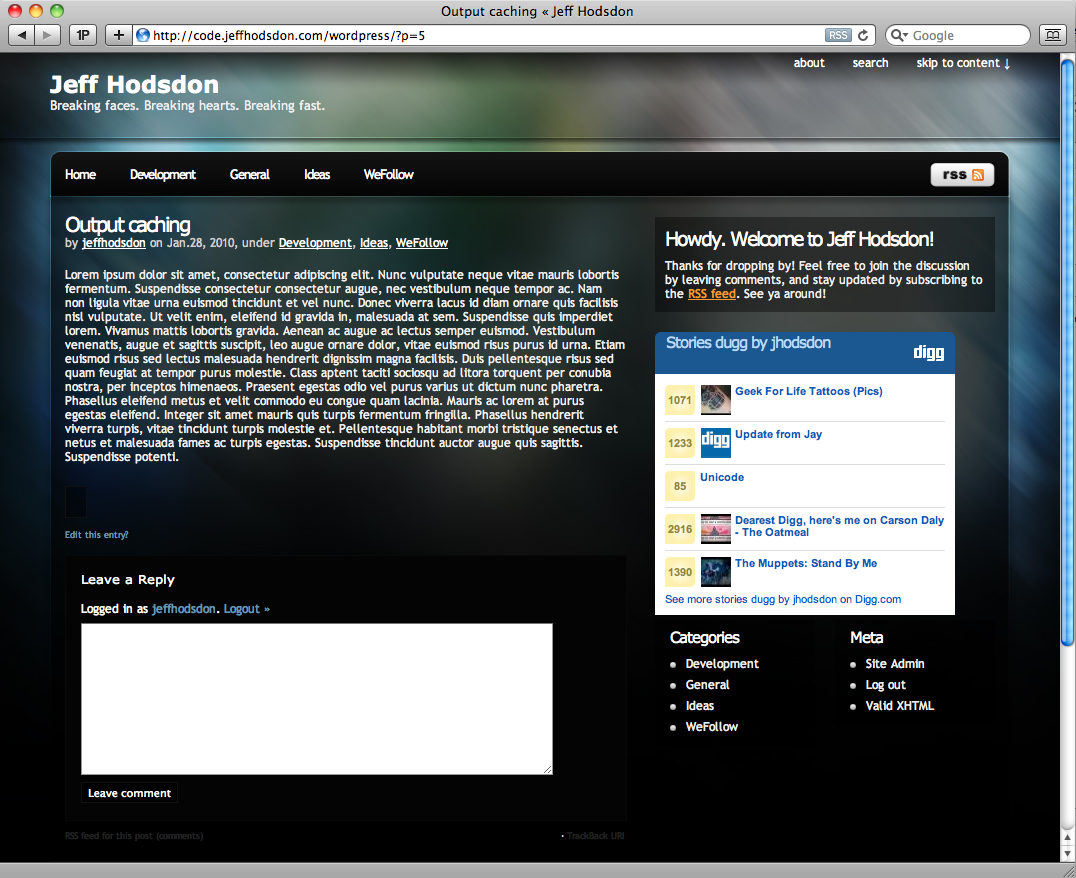 Output caching « Jeff Hodsdon
1P
+
http://code.jeffhodsdon.com/wordpress/?p=5
RSS
Google
about search skip to content ↓
Jeff Hodsdon
Breaking faces. Breaking hearts. Breaking fast.
Home Development General Ideas WeFollow
rss
Output caching
by jeffhodsdon on Jan.28, 2010, under Development, Ideas, WeFollow
Lorem ipsum dolor sit amet, consectetur adipiscing elit. Nunc vulputate neque vitae mauris lobortis
fermentum. Suspendisse consectetur consectetur augue, nec vestibulum neque tempor ac. Nam
non ligula vitae urna euismod tincidunt et vel nunc. Donec viverra lacus id diam ornare quis facilisis
nisl vulputate. Ut velit enim, eleifend id gravida in, malesuada at sem. Suspendisse quis imperdiet
lorem. Vivamus mattis lobortis gravida. Aenean ac augue ac lectus semper euismod. Vestibulum
venenatis, augue et sagittis suscipit, leo augue ornare dolor, vitae euismod risus purus id urna. Etiam
euismod risus sed lectus malesuada hendrerit dignissim magna facilisis. Duis pellentesque risus sed
quam feugiat at tempor purus molestie. Class aptent taciti sociosqu ad litora torquent per conubia
nostra, per inceptos himenaeos. Praesent egestas odio vel purus varius ut dictum nunc pharetra.
Phasellus eleifend metus et velit commodo eu congue quam lacinia. Mauris ac lorem at purus
egestas eleifend. Integer sit amet mauris quis turpis fermentum fringilla. Phasellus hendrerit
viverra turpis, vitae tincidunt turpis molestie et. Pellentesque habitant morbi tristique senectus et
netus et malesuada fames ac turpis egestas. Suspendisse tincidunt auctor augue quis sagittis.
Suspendisse potenti.
Edit this entry?
Leave a Reply
Logged in as jeffhodsdon. Logout »
Leave comment
RSS feed for this post (comments)
· TrackBack URI
Howdy. Welcome to Jeff Hodsdon!
Thanks for dropping by! Feel free to join the discussion
by leaving comments, and stay updated by subscribing to
the RSS feed. See ya around!
Stories dugg by jhodsdon
digg
1071 Geek For Life Tattoos (Pics)
1233 digg Update from Jay
85 Unicode
2916 Dearest Digg, here's me on Carson Daly
- The Oatmeal
1390 The Muppets: Stand By Me
See more stories dugg by jhodsdon on Digg.com
Categories
Development
General
Ideas
WeFollow
Meta
Site Admin
Log out
Valid XHTML